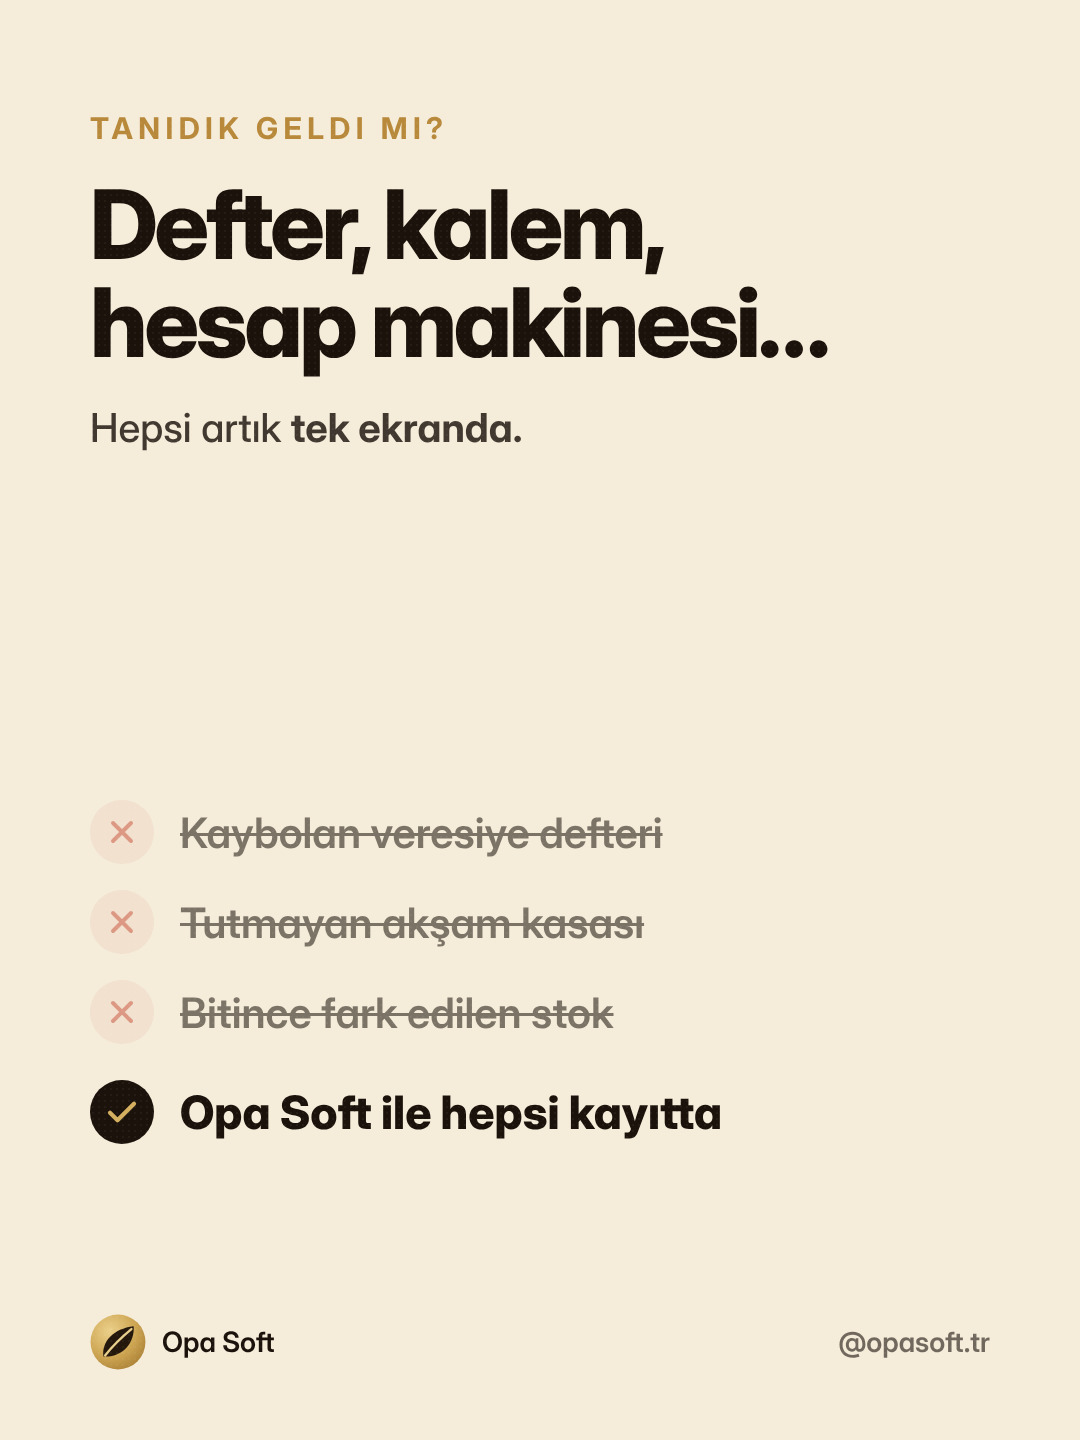 TANIDIK GELDI MI?
Defter, kalem,
hesap makinesi...
Hepsi artık tek ekranda.
Kaybolan veresiye defteri
Tutmayan akşam kasası
Bitince fark edilen stok
Opa Soft ile hepsi kayıtta
Opa Soft
@opasoft.tr